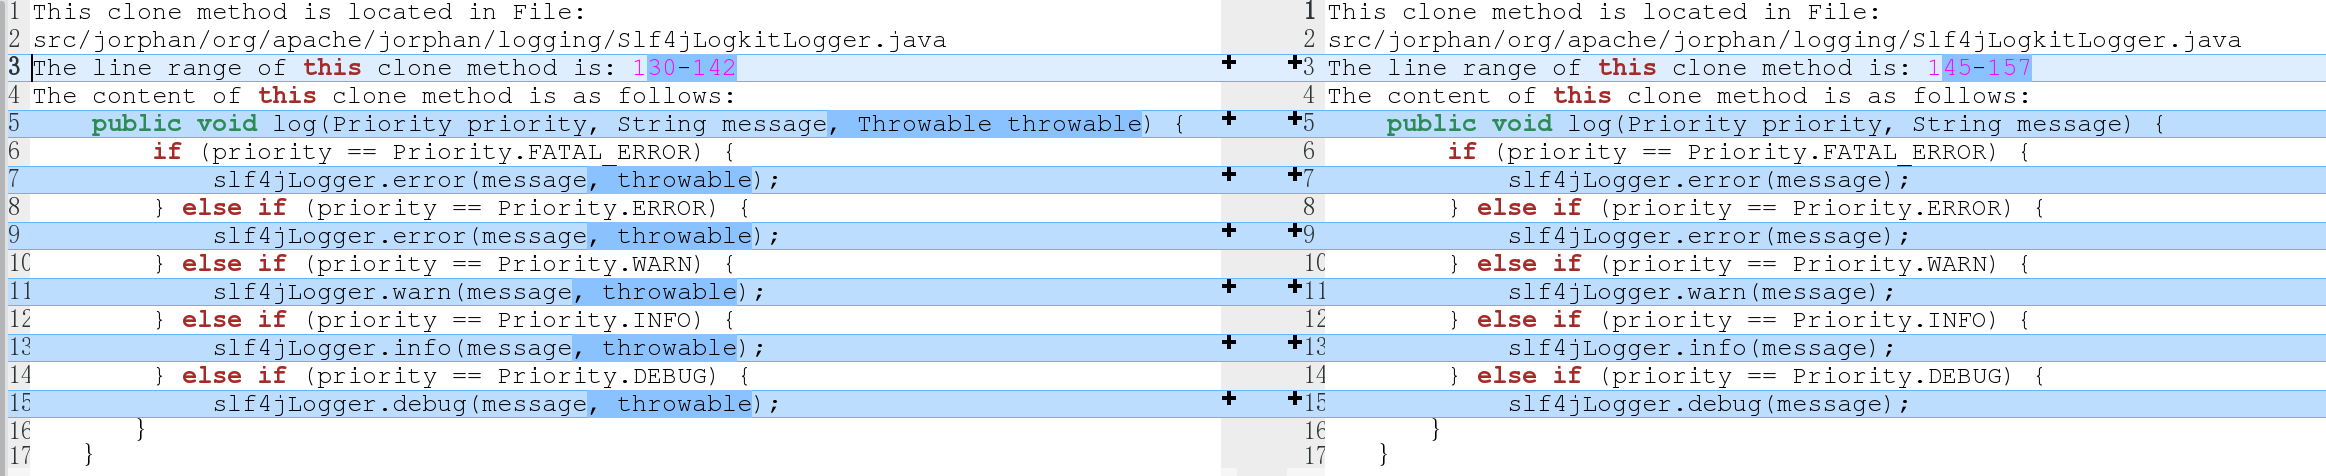 1 This clone method is located in File:
2 src/jorphan/org/apache/jorphan/logging/Slf4jLogkitLogger.java
3 The line range of this clone method is: 130-142
4 The content of this clone method is as follows:
5     public void log(Priority priority, String message, Throwable throwable) {
6         if (priority == Priority.FATAL_ERROR) {
7             slf4jLogger.error(message, throwable);
8         } else if (priority == Priority.ERROR) {
9             slf4jLogger.error(message, throwable);
10         } else if (priority == Priority.WARN) {
11             slf4jLogger.warn(message, throwable);
12         } else if (priority == Priority.INFO) {
13             slf4jLogger.info(message, throwable);
14         } else if (priority == Priority.DEBUG) {
15             slf4jLogger.debug(message, throwable);
16         }
17     }
1 This clone method is located in File:
2 src/jorphan/org/apache/jorphan/logging/Slf4jLogkitLogger.java
3 The line range of this clone method is: 145-157
4 The content of this clone method is as follows:
5     public void log(Priority priority, String message) {
6         if (priority == Priority.FATAL_ERROR) {
7             slf4jLogger.error(message);
8         } else if (priority == Priority.ERROR) {
9             slf4jLogger.error(message);
10         } else if (priority == Priority.WARN) {
11             slf4jLogger.warn(message);
12         } else if (priority == Priority.INFO) {
13             slf4jLogger.info(message);
14         } else if (priority == Priority.DEBUG) {
15             slf4jLogger.debug(message);
16         }
17     }